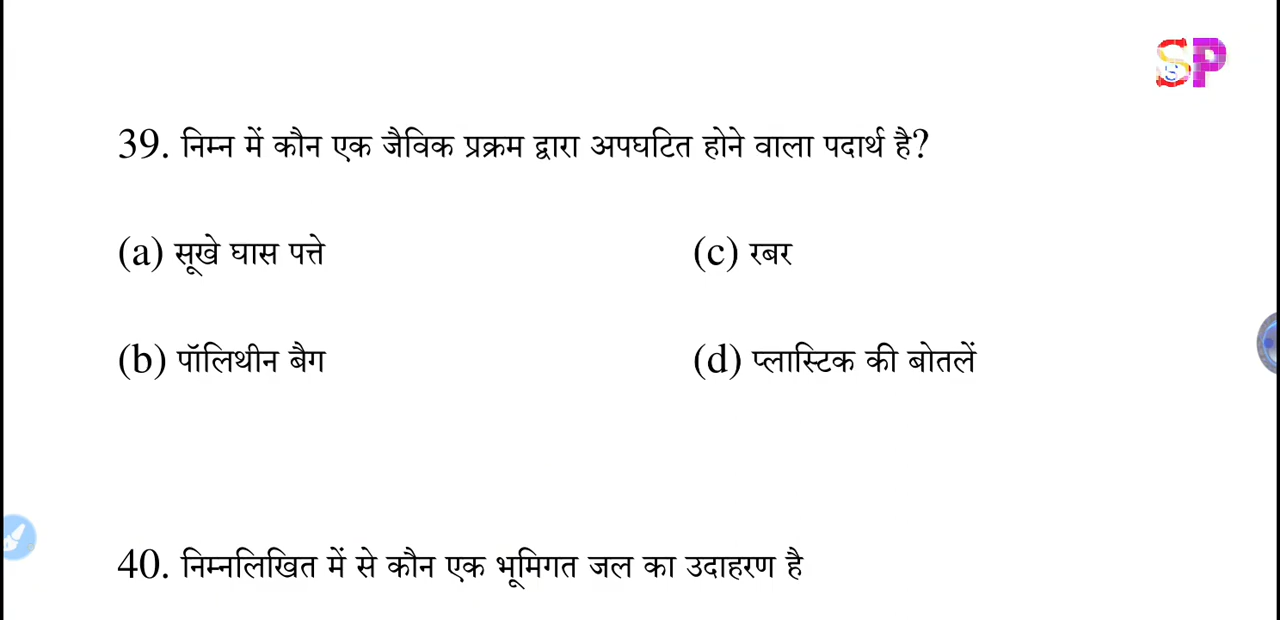 SP
39. निम्न में कौन एक जैविक प्रक्रम द्वारा अपघटित होने वाला पदार्थ है?
(a) सूखे घास पत्ते
(c) रबर
(b) पॉलिथीन बैग
(d) प्लास्टिक की बोतलें
40. निम्नलिखित में से कौन एक भूमिगत जल का उदाहरण है